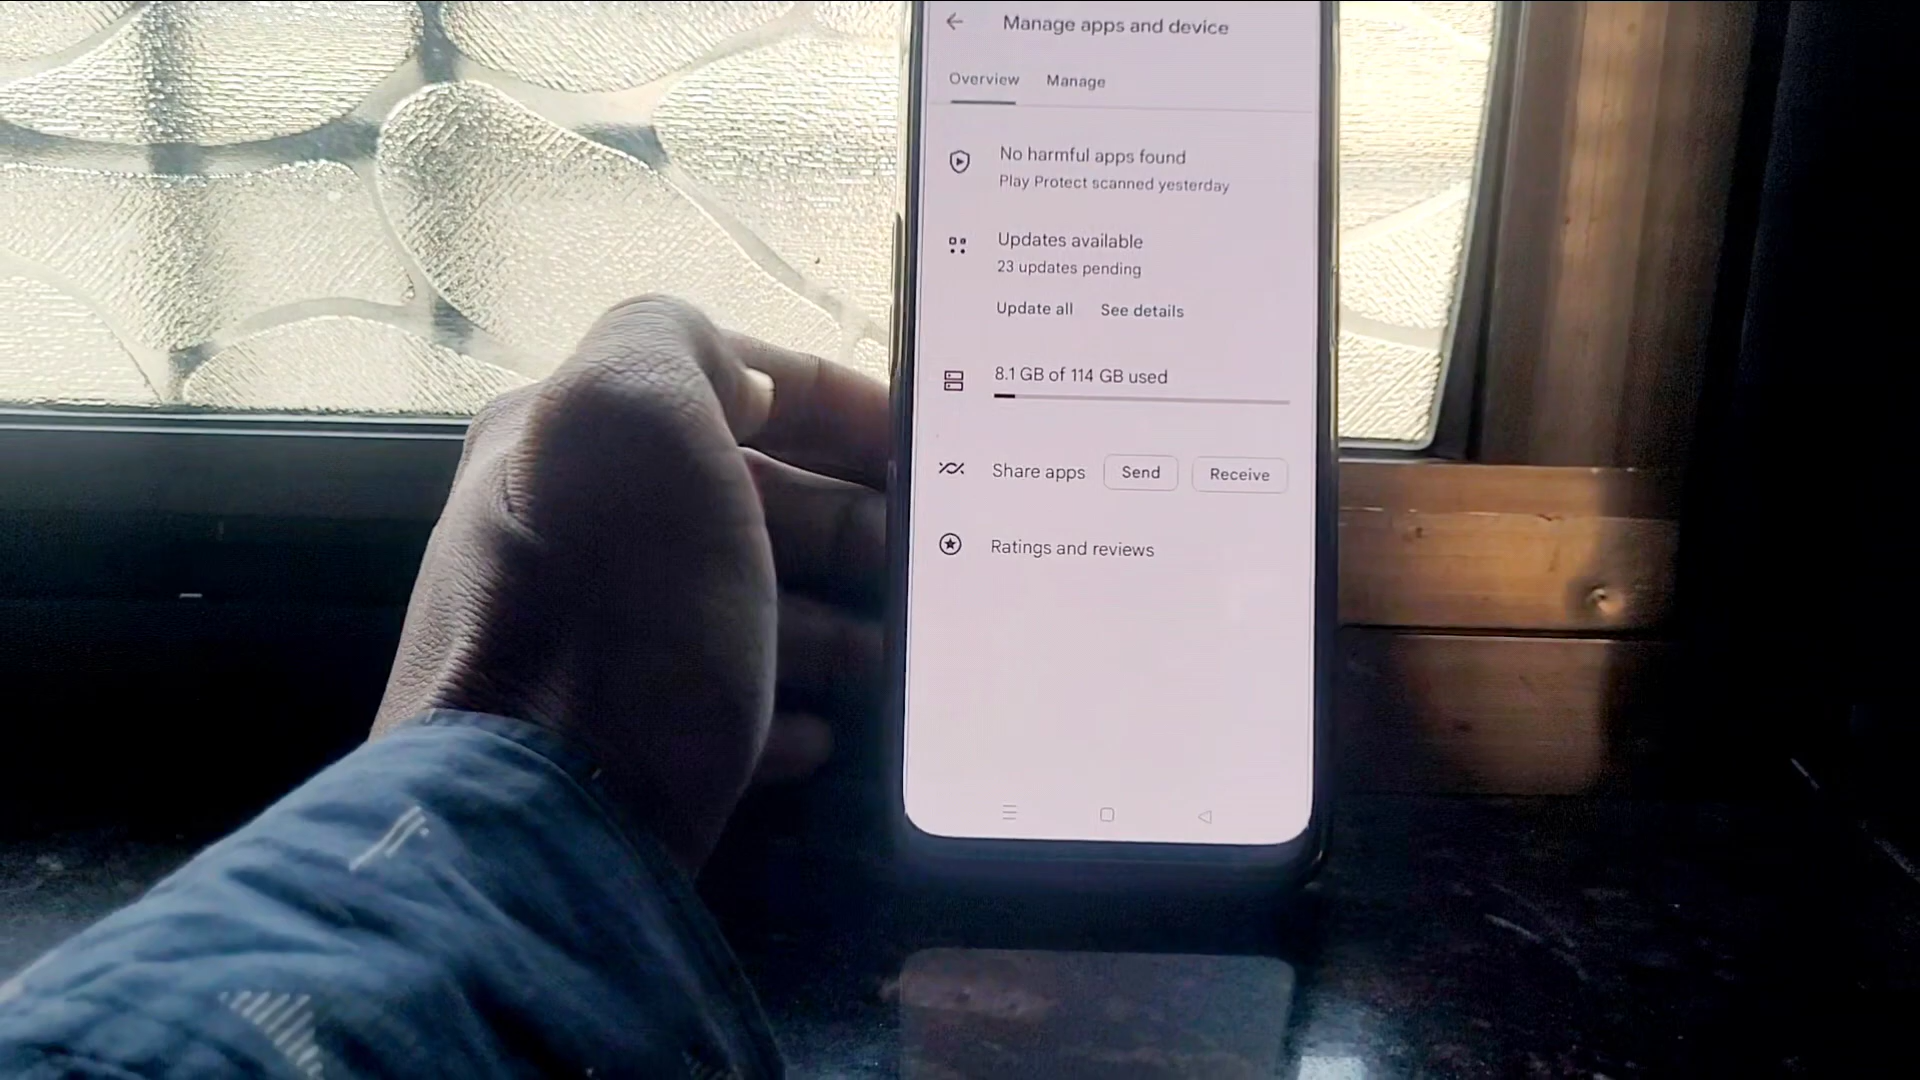 Manage apps and device
Overview Manage
No harmful apps found
Play Protect scanned yesterday
Updates available
23 updates pending
Update all See details
8.1 GB of 114 GB used
Share apps Send Receive
Ratings and reviews